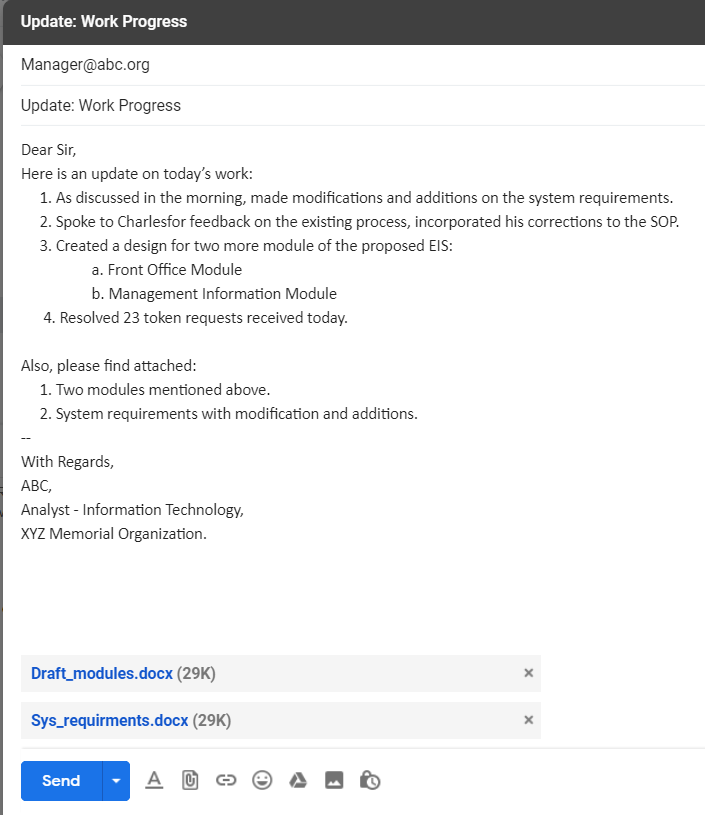 Update: Work Progress
Manager@abc.org
Update: Work Progress
Dear Sir,
Here is an update on today’s work:
1. As discussed in the morning, made modifications and additions on the system requirements.
2. Spoke to Charlesfor feedback on the existing process, incorporated his corrections to the SOP.
3. Created a design for two more module of the proposed EIS:
a. Front Office Module
b. Management Information Module
4. Resolved 23 token requests received today.
Also, please find attached:
1. Two modules mentioned above.
2. System requirements with modification and additions.
--
With Regards,
ABC,
Analyst - Information Technology,
XYZ Memorial Organization.
Draft_modules.docx (29K)
Sys_requirments.docx (29K)
Send